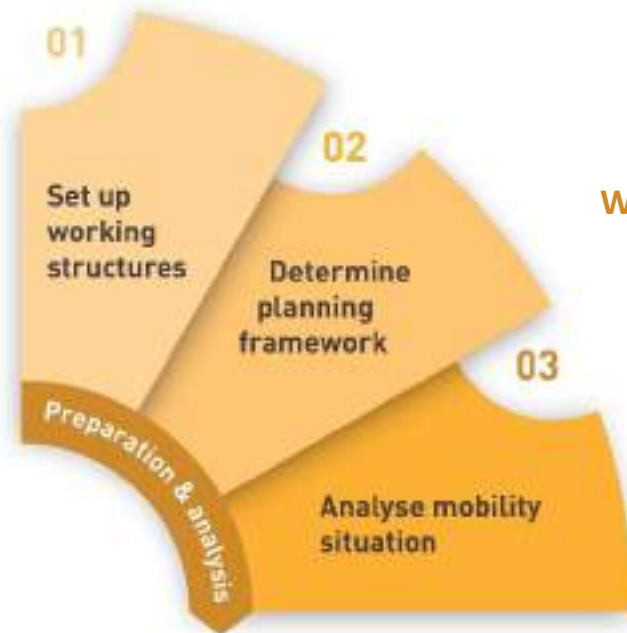 01
Set up
working
structures
02
Determine
planning
framework
03
Analyse mobility
situation
Preparation & analysis
W